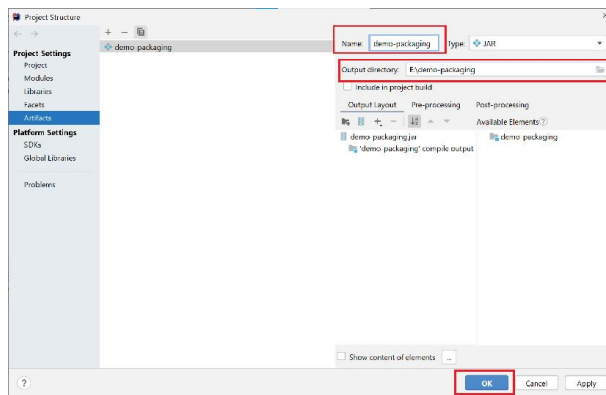 Project Structure
Project Settings
Project
Modules
Libraries
Facets
Artifacts
Platform Settings
SDKs
Global Libraries
Problems
demo-packaging
Name: demo-packaging Type: JAR
Output directory: E:\demo-packaging
Include in project build
Output Layout Pre-processing Post-processing
Available Elements ?
demo-packaging.jar
'demo-packaging' compile output
demo-packaging
Show content of elements ...
? OK Cancel Apply